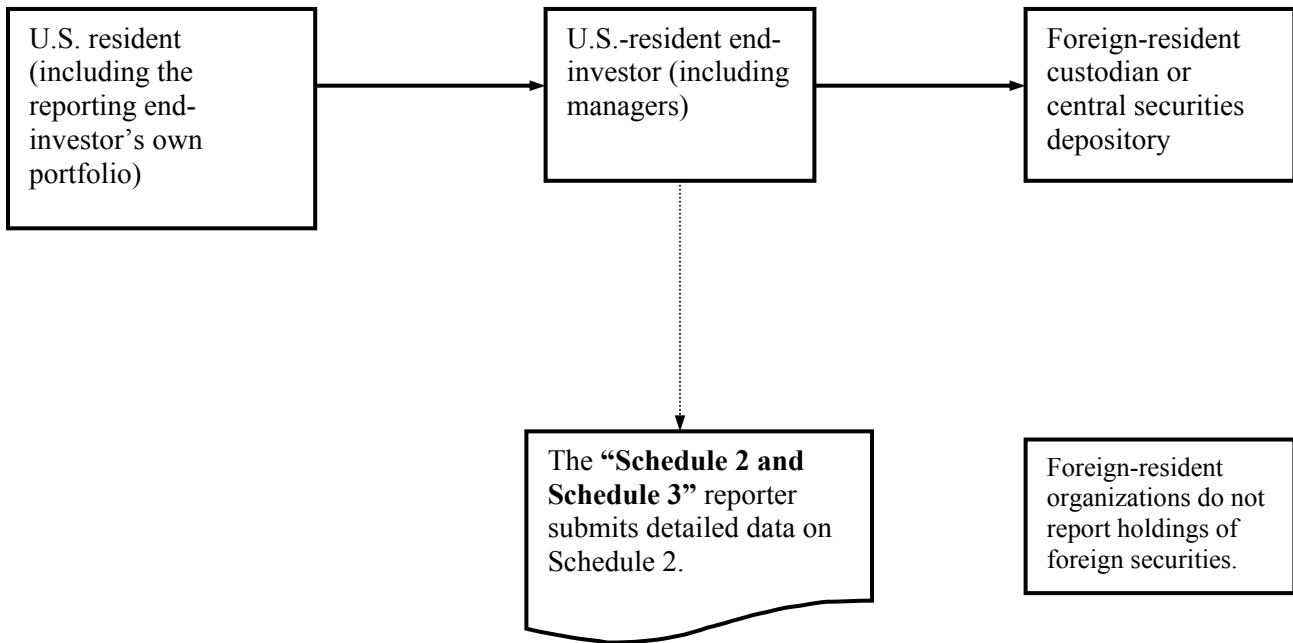 U.S. resident
(including the
reporting end-
investor’s own
portfolio)
U.S.-resident end-
investor (including
managers)
Foreign-resident
custodian or
central securities
depository
The “Schedule 2 and
Schedule 3” reporter
submits detailed data on
Schedule 2.
Foreign-resident
organizations do not
report holdings of
foreign securities.